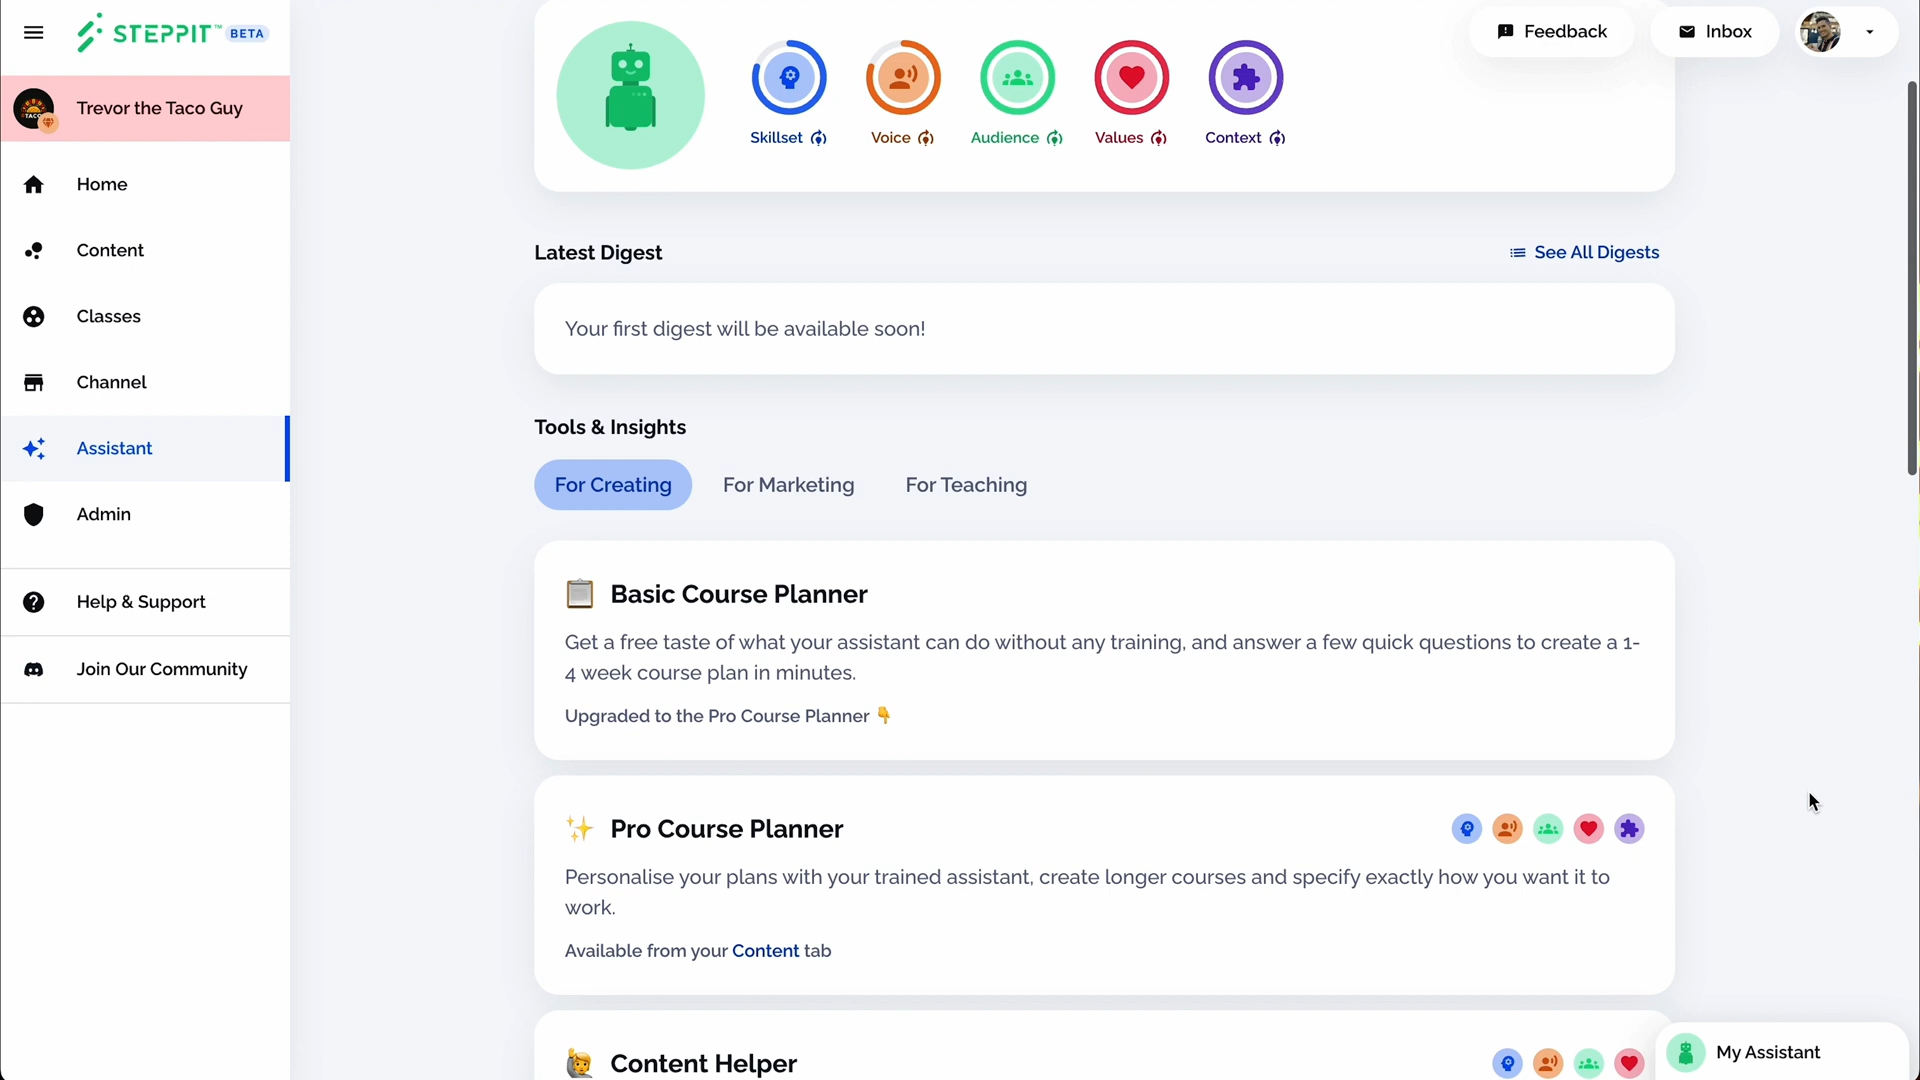 STEPPIT™ BETA
Feedback
Inbox
Trevor the Taco Guy
Home
Content
Classes
Channel
Assistant
Admin
Help & Support
Join Our Community
Skillset
Voice
Audience
Values
Context
Latest Digest
See All Digests
Your first digest will be available soon!
Tools & Insights
For Creating
For Marketing
For Teaching
Basic Course Planner
Get a free taste of what your assistant can do without any training, and answer a few quick questions to create a 1-
4 week course plan in minutes.
Upgraded to the Pro Course Planner 👇
Pro Course Planner
Personalise your plans with your trained assistant, create longer courses and specify exactly how you want it to
work.
Available from your Content tab
Content Helper
My Assistant